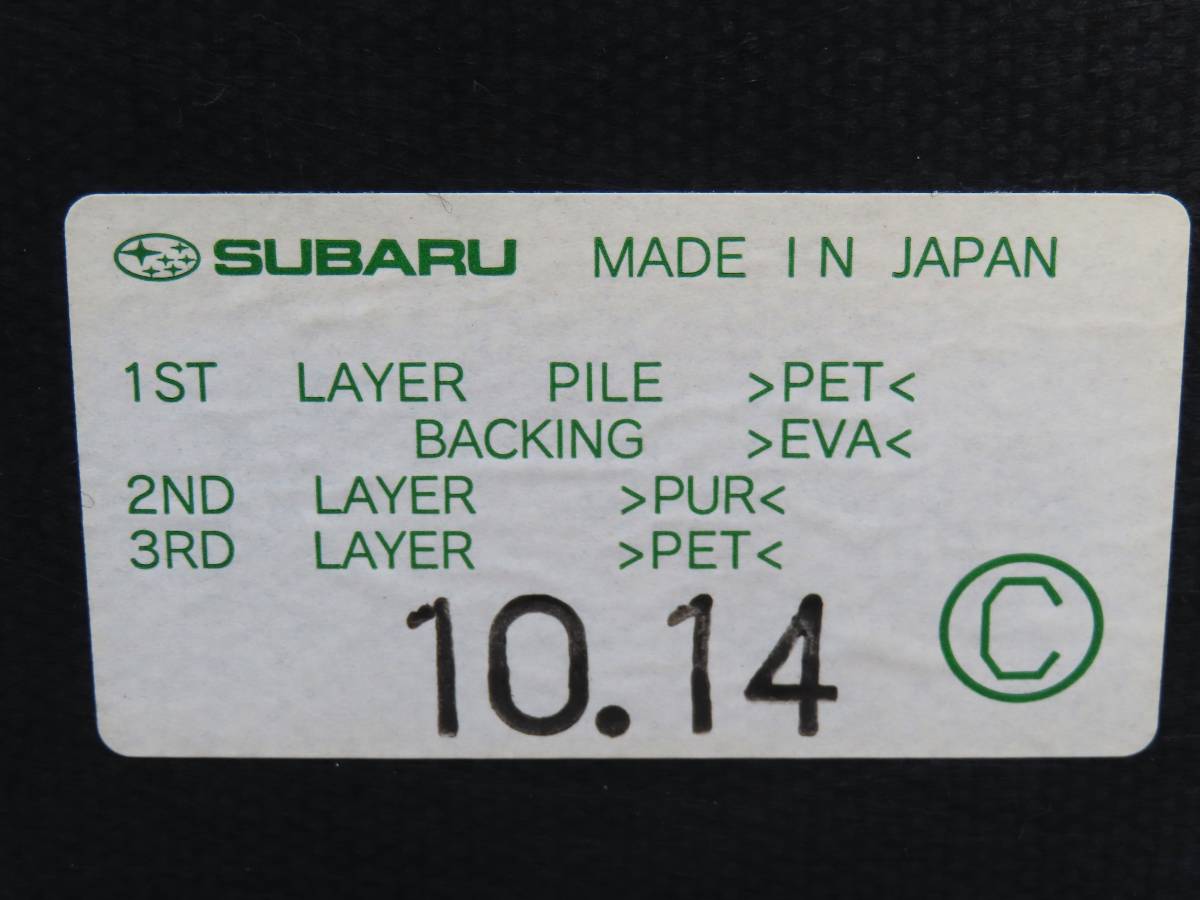 SUBARU MADE IN JAPAN
1ST LAYER PILE >PET<
BACKING >EVA<
2ND LAYER >PUR<
3RD LAYER >PET<
10.14
C